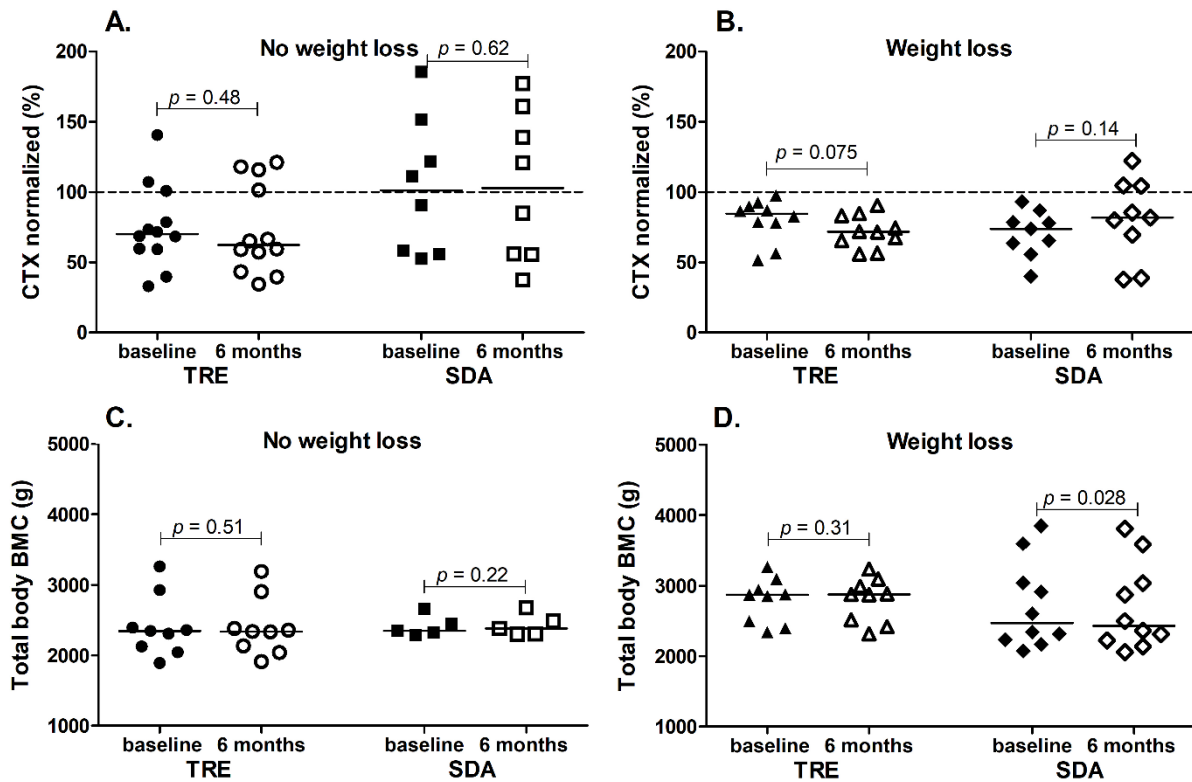 A.
No weight loss
p = 0.62
p = 0.48
CTX normalized (%)
200
150
100
50
0
baseline 6 months baseline 6 months
TRE SDA
B.
Weight loss
p = 0.14
p = 0.075
CTX normalized (%)
200
150
100
50
0
baseline 6 months baseline 6 months
TRE SDA
C.
No weight loss
p = 0.51
p = 0.22
Total body BMC (g)
5000
4000
3000
2000
1000
baseline 6 months baseline 6 months
TRE SDA
D.
Weight loss
p = 0.028
p = 0.31
Total body BMC (g)
5000
4000
3000
2000
1000
baseline 6 months baseline 6 months
TRE SDA